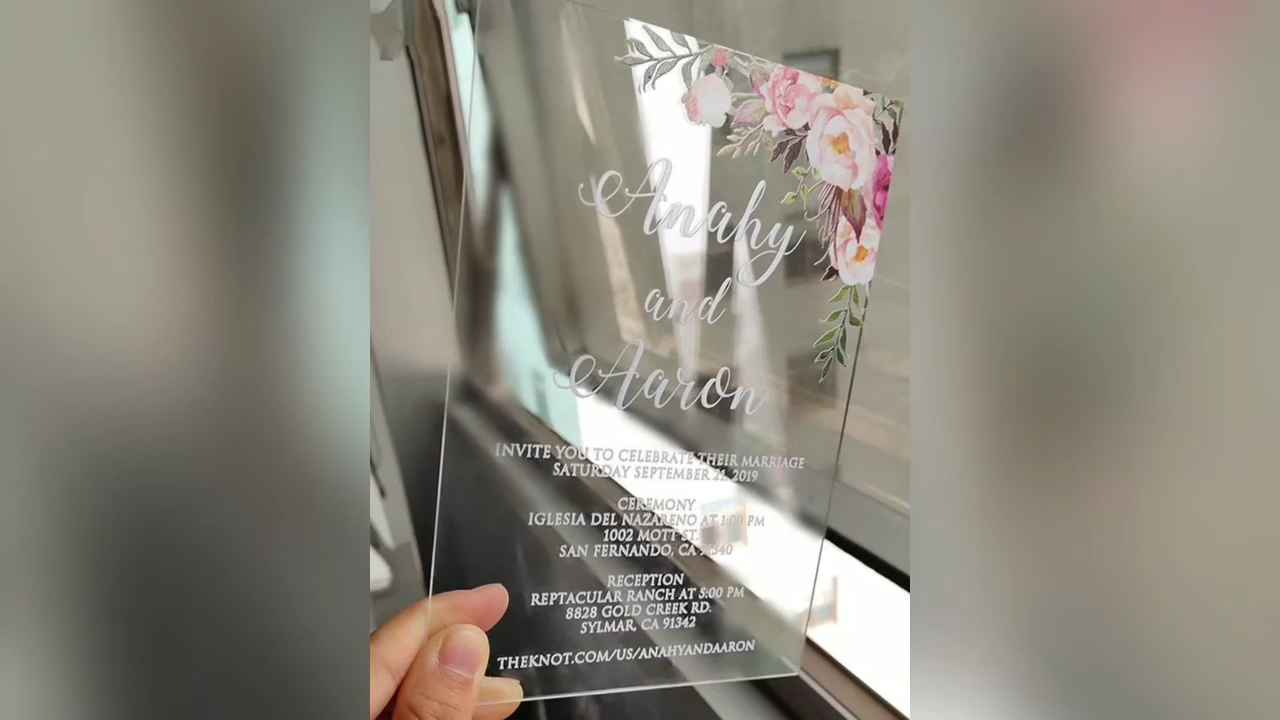 Anahy
and
Aaron
INVITE YOU TO CELEBRATE THEIR MARRIAGE
SATURDAY SEPTEMBER 21, 2019
CEREMONY
IGLESIA DEL NAZARENO AT 1:00 PM
1002 MOTT ST.
SAN FERNANDO, CA 91340
RECEPTION
REPTACULAR RANCH AT 5:00 PM
8828 GOLD CREEK RD.
SYLMAR, CA 91342
THEKNOT.COM/US/ANAHYANDAARON